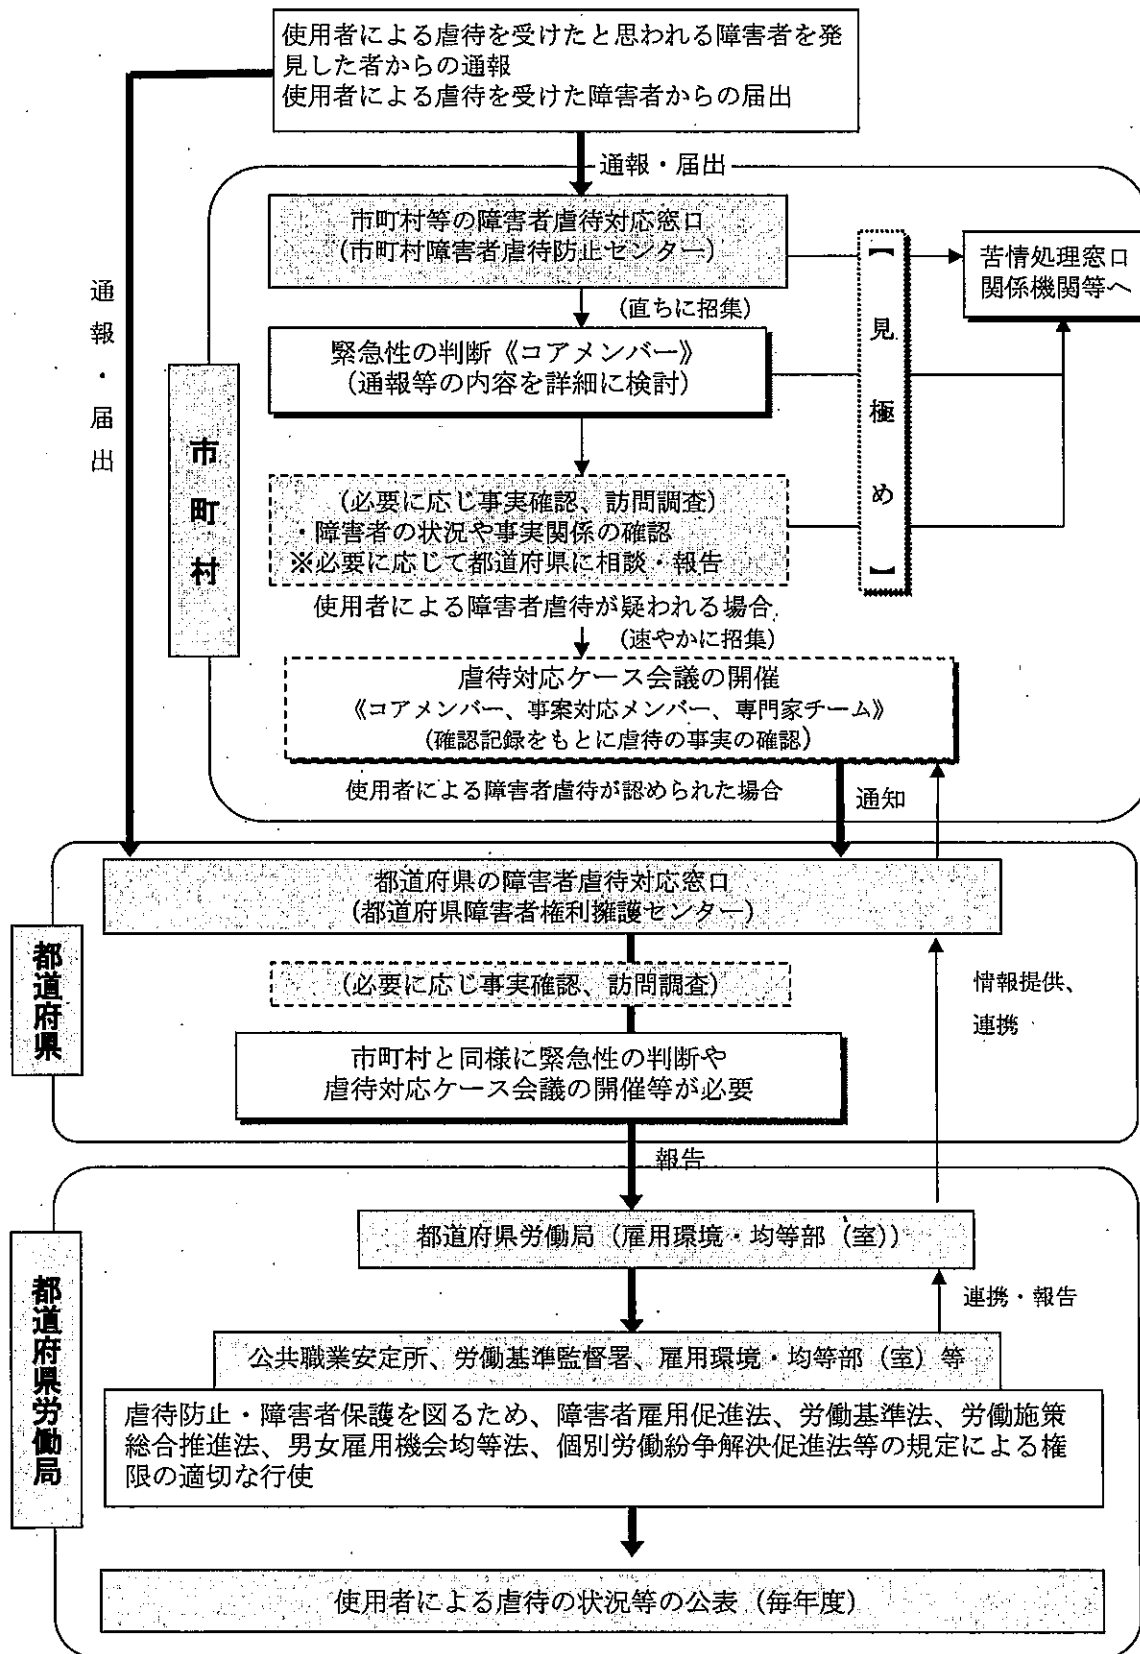 使用者による虐待を受けたと思われる障害者を発
見した者からの通報
使用者による虐待を受けた障害者からの届出
通報・届出
通報・届出
市町村
市町村等の障害者虐待対応窓口
(市町村障害者虐待防止センター)
【見極め】
苦情処理窓口
関係機関等へ
(直ちに招集)
緊急性の判断《コアメンバー》
(通報等の内容を詳細に検討)
(必要に応じ事実確認、訪問調査)
・障害者の状況や事実関係の確認
※必要に応じて都道府県に相談・報告
使用者による障害者虐待が疑われる場合
(速やかに招集)
虐待対応ケース会議の開催
《コアメンバー、事案対応メンバー、専門家チーム》
(確認記録をもとに虐待の事実の確認)
使用者による障害者虐待が認められた場合
通知
都道府県
都道府県の障害者虐待対応窓口
(都道府県障害者権利擁護センター)
(必要に応じ事実確認、訪問調査)
情報提供、
連携
市町村と同様に緊急性の判断や
虐待対応ケース会議の開催等が必要
報告
都道府県労働局
都道府県労働局(雇用環境・均等部(室))
連携・報告
公共職業安定所、労働基準監督署、雇用環境・均等部(室)等
虐待防止・障害者保護を図るため、障害者雇用促進法、労働基準法、労働施策
総合推進法、男女雇用機会均等法、個別労働紛争解決促進法等の規定による権
限の適切な行使
使用者による虐待の状況等の公表(毎年度)